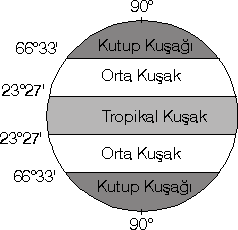 90°
66°33'
Kutup Kuşağı
Orta Kuşak
23°27'
Tropikal Kuşak
23°27'
Orta Kuşak
66°33'
Kutup Kuşağı
90°